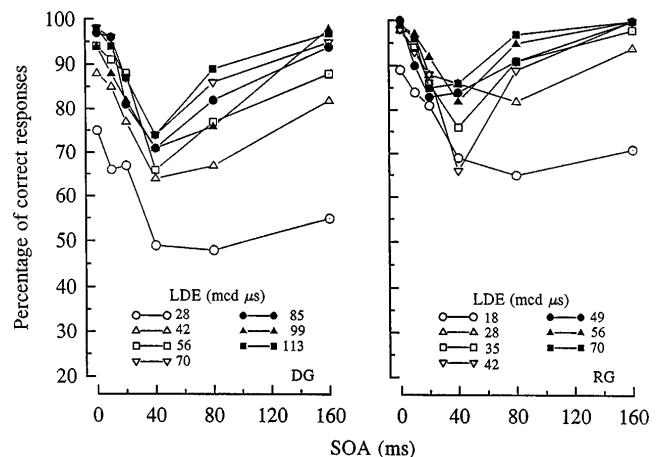 Percentage of correct responses
100
90
80
70
60
50
40
30
20
LDE (mcd μs)
28 85
42 99
56 113
70
DG
0 40 80 120 160
LDE (mcd μs)
18 49
28 56
35 70
42
RG
0 40 80 120 160
SOA (ms)